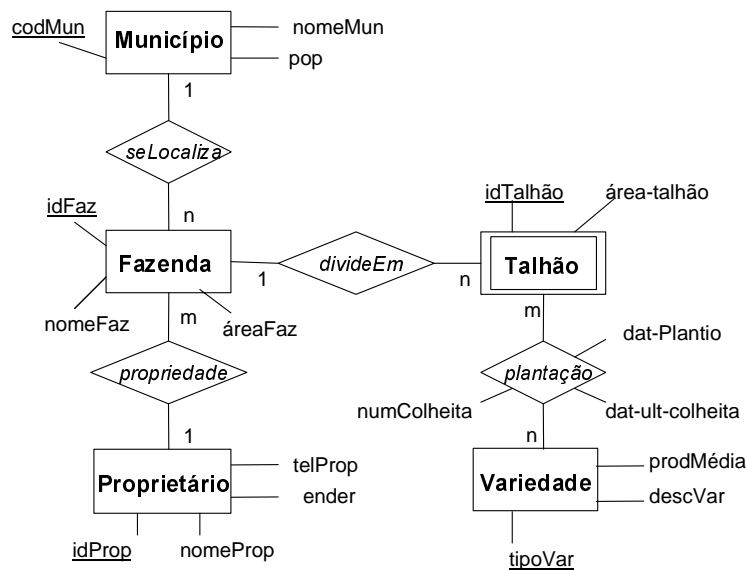 codMun
Município
nomeMun
pop
1
seLocaliza
n
idFaz
Fazenda
nomeFaz
áreaFaz
1
divideEm
n
idTalhão
área-talhão
Talhão
m
propriedade
1
m
plantação
dat-Plantio
numColheita
dat-ult-colheita
n
Proprietário
telProp
ender
idProp
nomeProp
Variedade
prodMédia
descVar
tipoVar